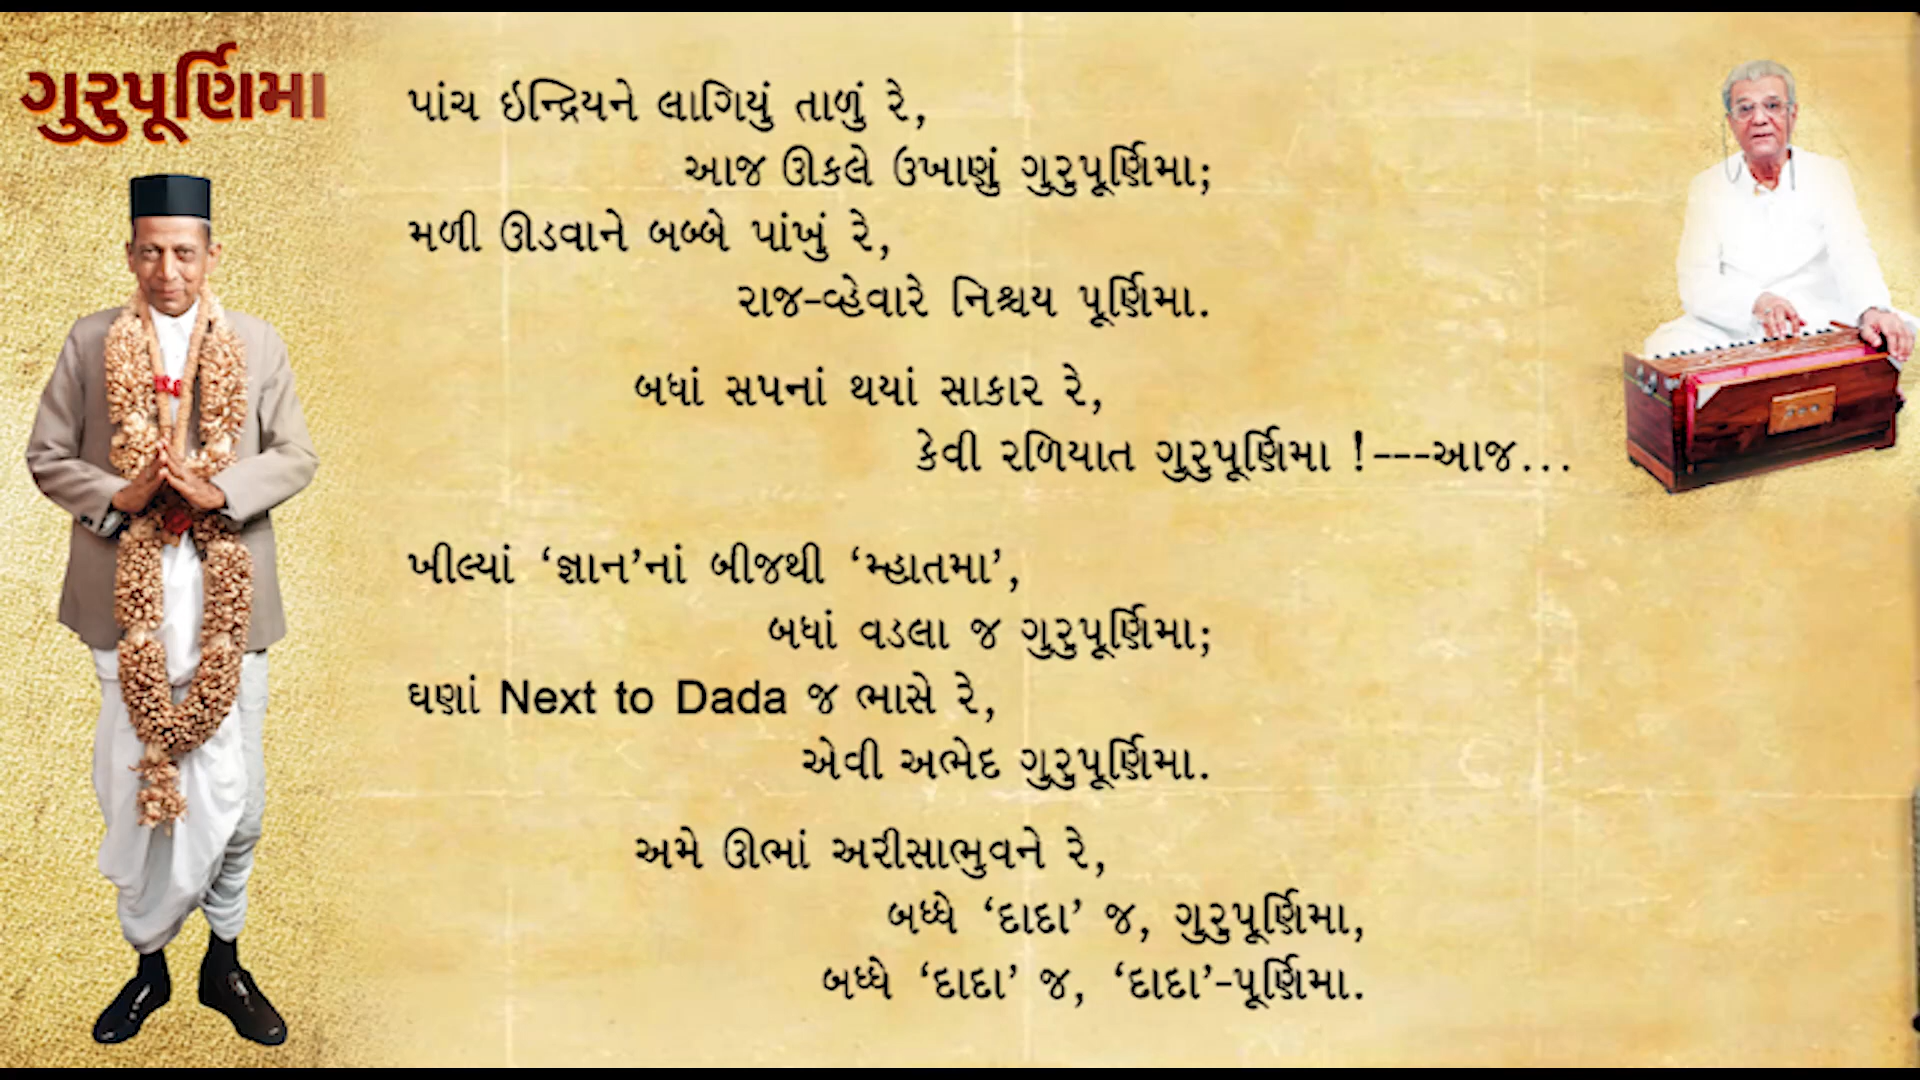 ગુરુપૂર્ણિમા
પાંચ ઇન્દ્રિયને લાગિયું તાળું રે,
આજ ઊકલે ઉખાણું ગુરુપૂર્ણિમા;
મળી ઊડવાને બબ્બે પાંખું રે,
રાજ-વ્હેવારે નિશ્ચય પૂર્ણિમા.
બધાં સપનાં થયાં સાકાર રે,
કેવી રળિયાત ગુરુપૂર્ણિમા !---આજ...
ખીલ્યાં ‘જ્ઞાન’નાં બીજથી ‘મ્હાતમા’,
બધાં વડલા જ ગુરુપૂર્ણિમા;
ઘણાં Next to Dada જ ભાસે રે,
એવી અભેદ ગુરુપૂર્ણિમા.
અમે ઊભાં અરીસાભુવને રે,
બધ્ધે ‘દાદા’ જ, ગુરુપૂર્ણિમા,
બધ્ધે ‘દાદા’ જ, ‘દાદા’-પૂર્ણિમા.